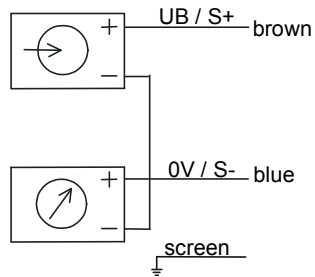 UB / S+ brown
+
−
0V / S- blue
+
−
screen